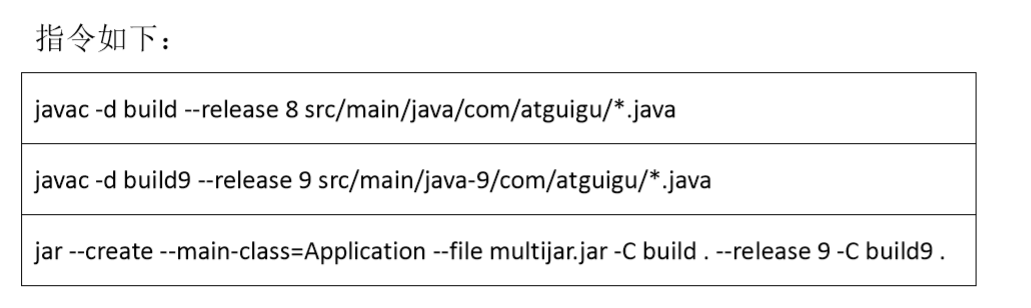 指令如下：
javac -d build --release 8 src/main/java/com/atguigu/*.java
javac -d build9 --release 9 src/main/java-9/com/atguigu/*.java
jar --create --main-class=Application --file multijar.jar -C build . --release 9 -C build9 .